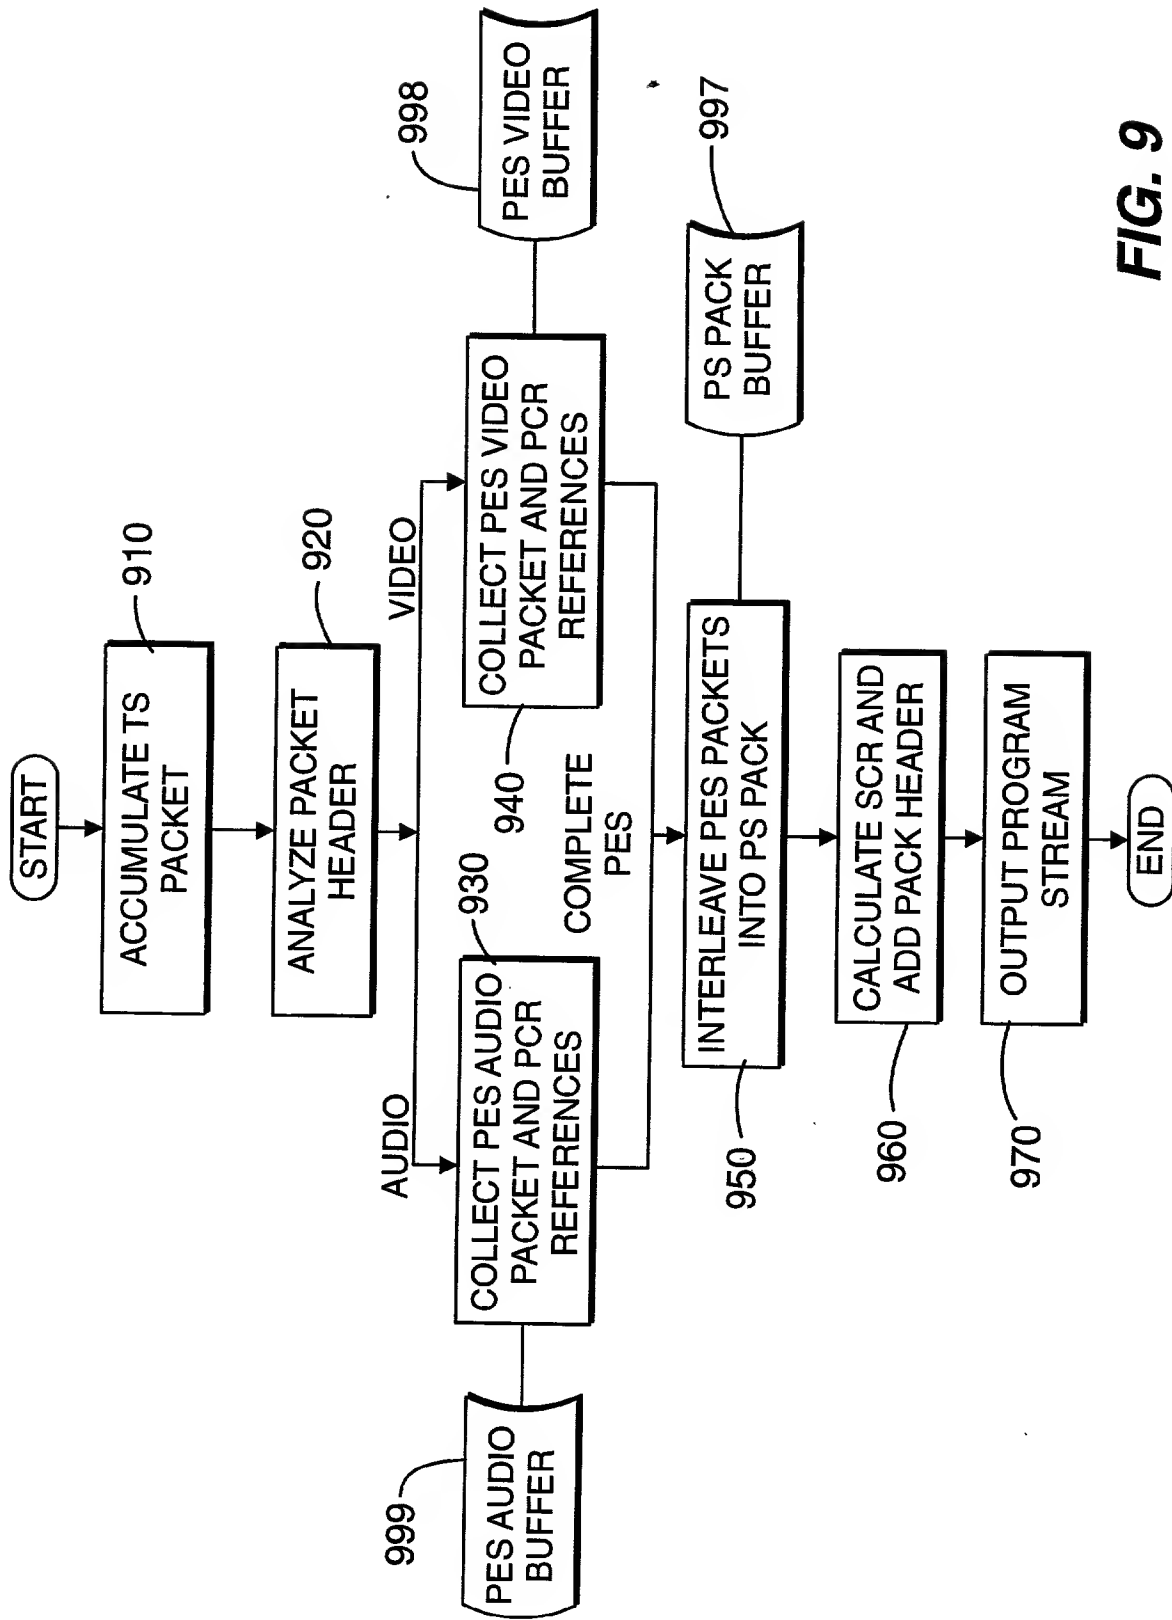 START
ACCUMULATE TS
PACKET
910
ANALYZE PACKET
HEADER
920
AUDIO
VIDEO
PES AUDIO
BUFFER
999
COLLECT PES AUDIO
PACKET AND PCR
REFERENCES
930
COLLECT PES VIDEO
PACKET AND PCR
REFERENCES
940
PES VIDEO
BUFFER
998
COMPLETE
PES
INTERLEAVE PES PACKETS
INTO PS PACK
950
PS PACK
BUFFER
997
CALCULATE SCR AND
ADD PACK HEADER
960
OUTPUT PROGRAM
STREAM
970
END
FIG. 9